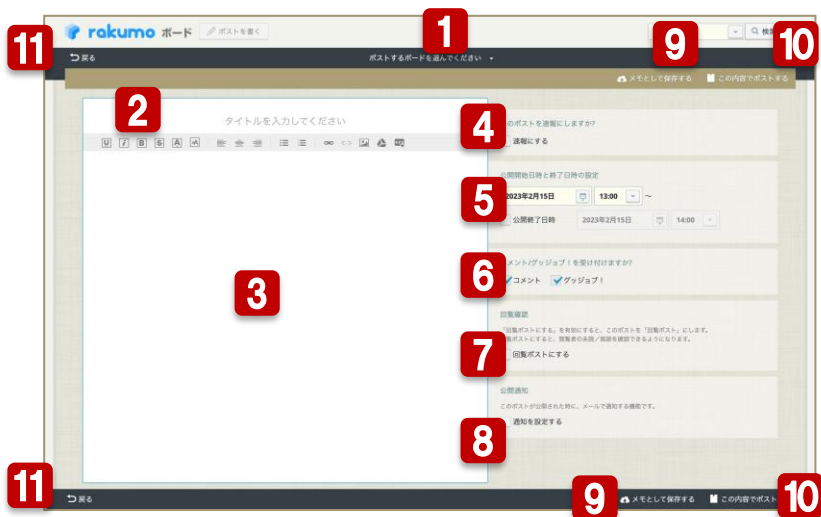 1
9
10
11
rakumo ボード ポストを書く
検
戻る ポストするボードを選んでください
メモとして保存する この内容でポストする
2
タイトルを入力してください
U I B S A A
3
4
のポストを速報にしますか?
速報にする
5
公開開始日時と終了日時の設定
2023年2月15日 13:00 ～
公開終了日時 2023年2月15日 14:00
6
メント/グッジョブ！を受け付けますか?
コメント グッジョブ！
7
回覧確認
「回覧ポストにする」を有効にすると、このポストを「回覧ポスト」にします。
覧ポストにすると、閲覧者の未読／既読を確認できるようになります。
回覧ポストにする
8
公開通知
このポストが公開された時に、メールで通知する機能です。
通知を設定する
11
戻る
9
メモとして保存する この内容でポスト
10